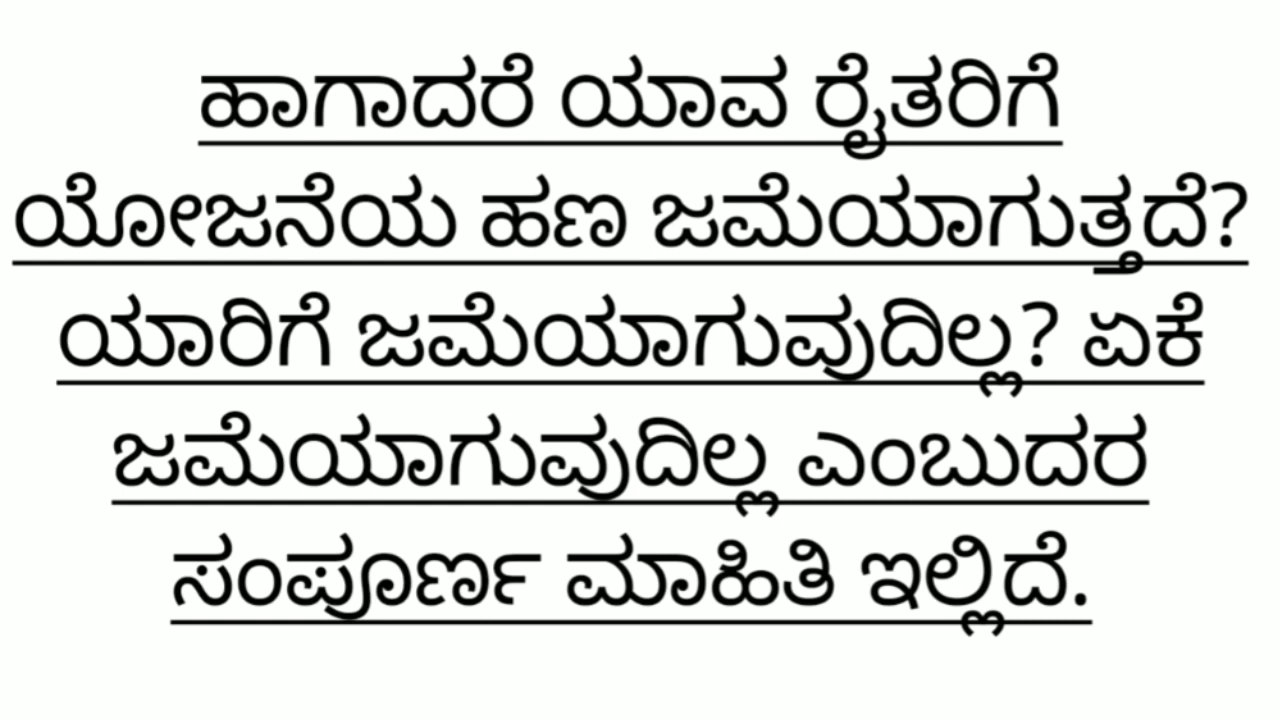 ಹಾಗಾದರೆ ಯಾವ ರೈತರಿಗೆ
ಯೋಜನೆಯ ಹಣ ಜಮೆಯಾಗುತ್ತದೆ?
ಯಾರಿಗೆ ಜಮೆಯಾಗುವುದಿಲ್ಲ? ಏಕೆ
ಜಮೆಯಾಗುವುದಿಲ್ಲ ಎಂಬುದರ
ಸಂಪೂರ್ಣ ಮಾಹಿತಿ ಇಲ್ಲಿದೆ.